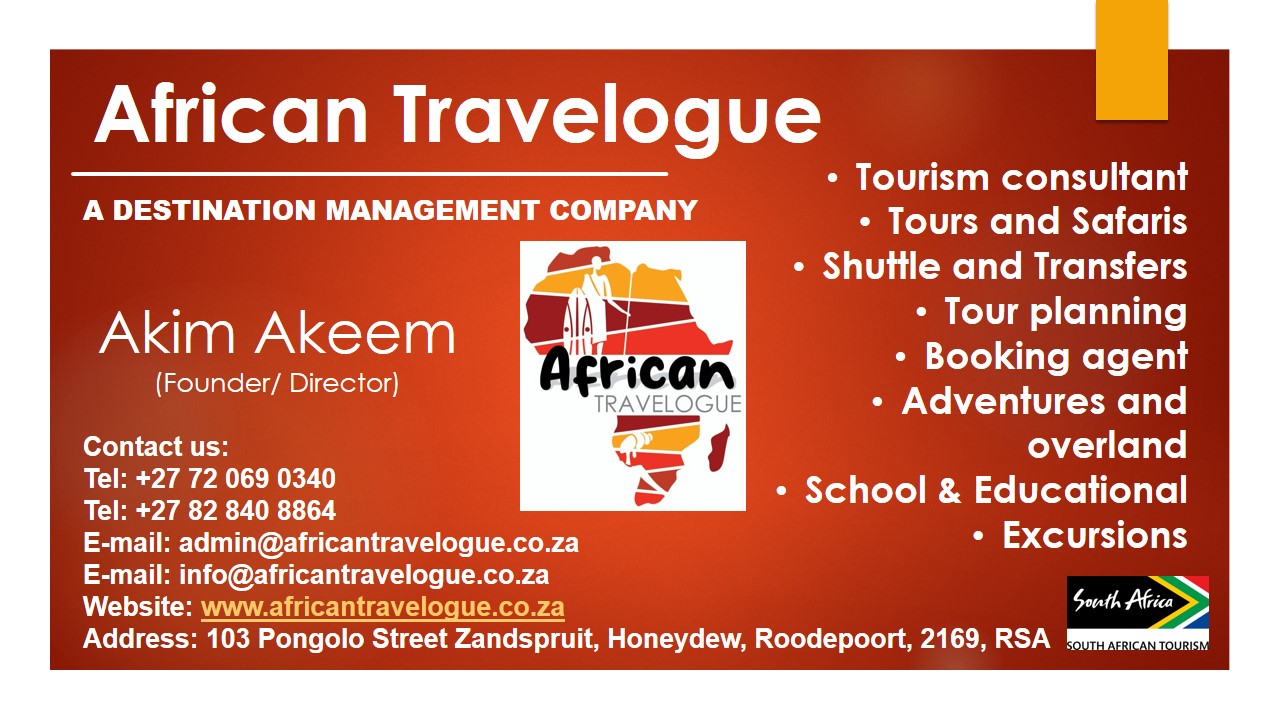 African Travelogue
A DESTINATION MANAGEMENT COMPANY
Akim Akeem
(Founder/ Director)
African
TRAVELOGUE
Contact us:
Tel: +27 72 069 0340
Tel: +27 82 840 8864
E-mail: admin@africantravelogue.co.za
E-mail: info@africantravelogue.co.za
Website: www.africantravelogue.co.za
Address: 103 Pongolo Street Zandspruit, Honeydew, Roodepoort, 2169, RSA
• Tourism consultant
• Tours and Safaris
• Shuttle and Transfers
• Tour planning
• Booking agent
• Adventures and
overland
• School & Educational
• Excursions
South Africa
SOUTH AFRICAN TOURISM